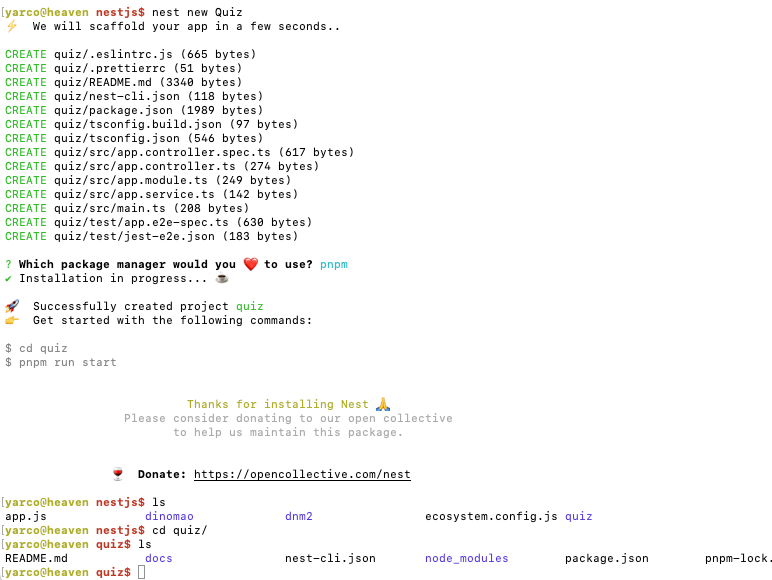 [yarco@heaven nestjs$ nest new Quiz
⚡ We will scaffold your app in a few seconds..
CREATE quiz/.eslintrc.js (665 bytes)
CREATE quiz/.prettierrc (51 bytes)
CREATE quiz/README.md (3340 bytes)
CREATE quiz/nest-cli.json (118 bytes)
CREATE quiz/package.json (1989 bytes)
CREATE quiz/tsconfig.build.json (97 bytes)
CREATE quiz/tsconfig.json (546 bytes)
CREATE quiz/src/app.controller.spec.ts (617 bytes)
CREATE quiz/src/app.controller.ts (274 bytes)
CREATE quiz/src/app.module.ts (249 bytes)
CREATE quiz/src/app.service.ts (142 bytes)
CREATE quiz/src/main.ts (208 bytes)
CREATE quiz/test/app.e2e-spec.ts (630 bytes)
CREATE quiz/test/jest-e2e.json (183 bytes)
? Which package manager would you ❤️ to use? pnpm
✔ Installation in progress... ☕
🚀 Successfully created project quiz
👉 Get started with the following commands:
$ cd quiz
$ pnpm run start
Thanks for installing Nest 🙏
Please consider donating to our open collective
to help us maintain this package.
🍷 Donate: https://opencollective.com/nest
[yarco@heaven nestjs$ ls
app.js dinomao dnm2 ecosystem.config.js quiz
[yarco@heaven nestjs$ cd quiz/
[yarco@heaven quiz$ ls
README.md docs nest-cli.json node_modules package.json pnpm-lock.
[yarco@heaven quiz$